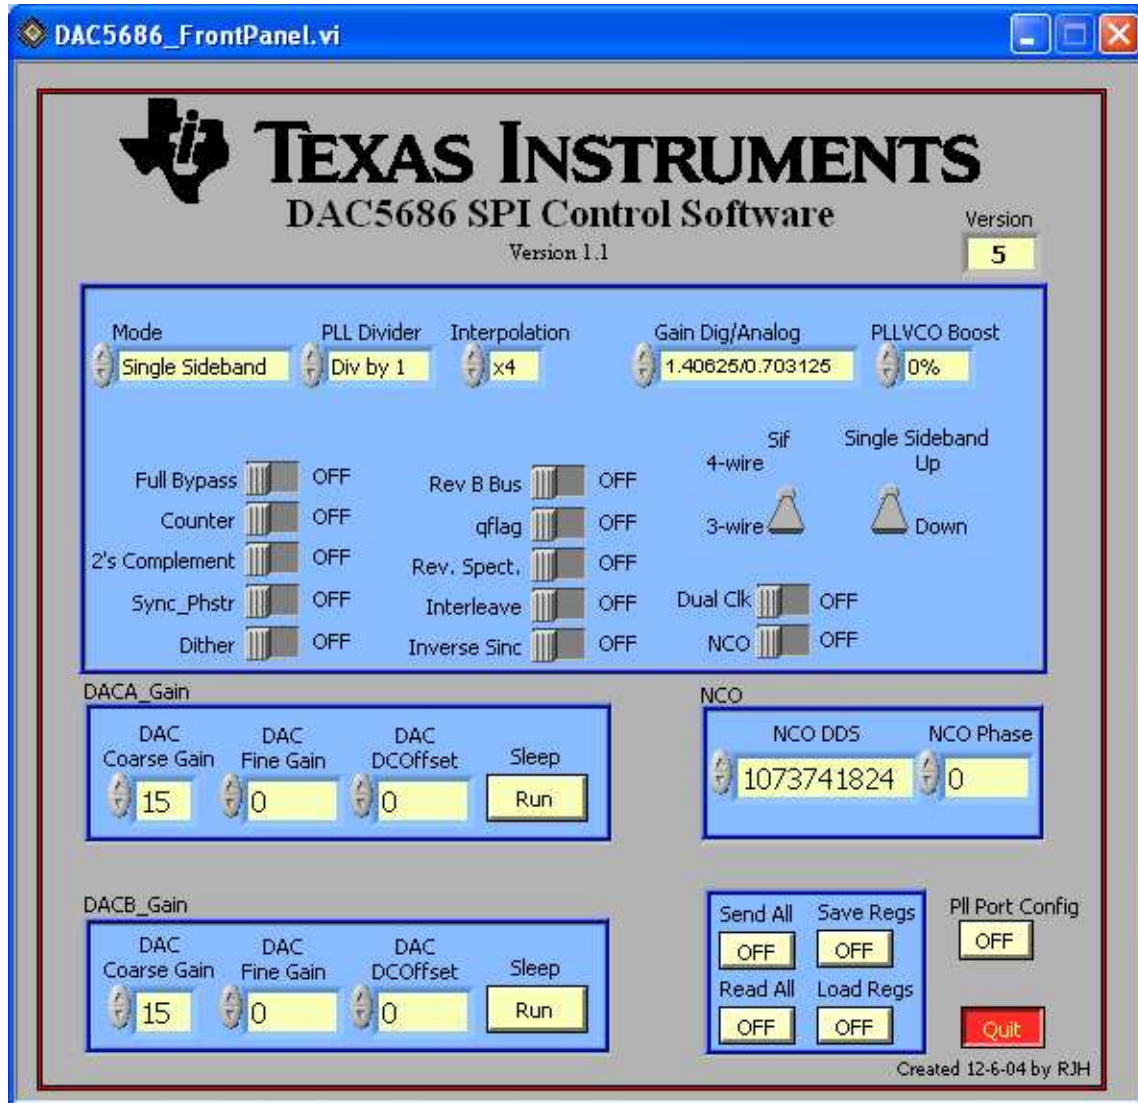 DAC5686_FrontPanel.vi
TEXAS INSTRUMENTS
DAC5686 SPI Control Software
Version 1.1
Version
5
Mode
PLL Divider
Interpolation
Gain Dig/Analog
PLLVCO Boost
Single Sideband
Div by 1
x4
1.40625/0.703125
0%
Full Bypass OFF
Counter OFF
2's Complement OFF
Sync_Phstr OFF
Dither OFF
Rev B Bus OFF
qflag OFF
Rev. Spect. OFF
Interleave OFF
Inverse Sinc OFF
Sif
4-wire
3-wire
Single Sideband
Up
Down
Dual Clk OFF
NCO OFF
DACA_Gain
DAC
Coarse Gain
15
DAC
Fine Gain
0
DAC
DCOffset
0
Sleep
Run
NCO
NCO DDS
1073741824
NCO Phase
0
DACB_Gain
DAC
Coarse Gain
15
DAC
Fine Gain
0
DAC
DCOffset
0
Sleep
Run
Send All
OFF
Save Regs
OFF
Read All
OFF
Load Regs
OFF
Pll Port Config
OFF
Quit
Created 12-6-04 by RJH